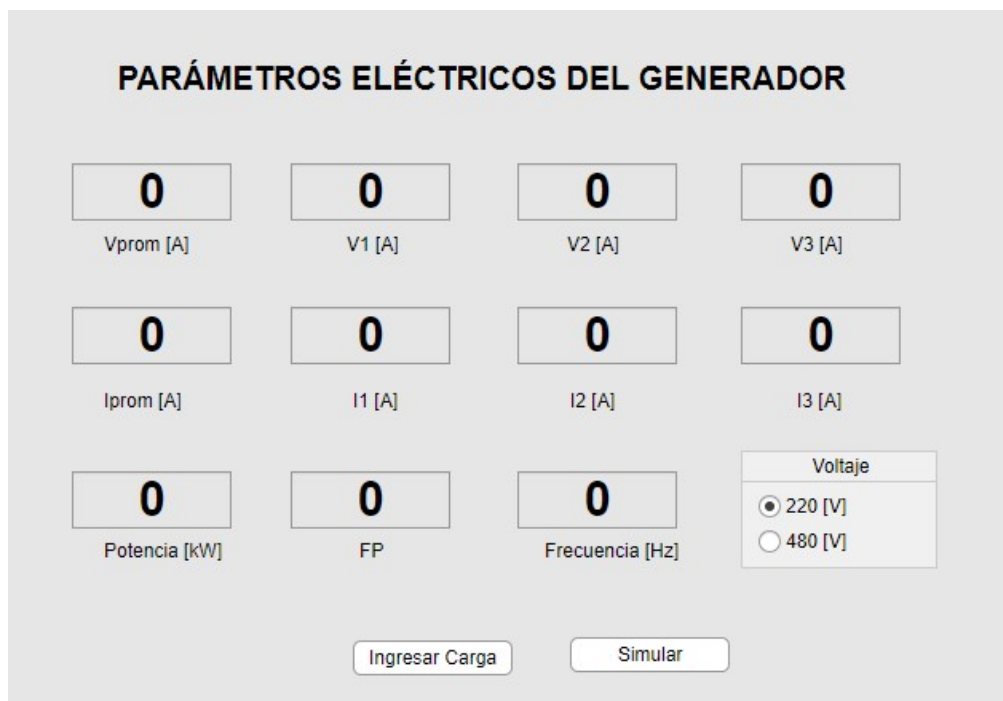 PARÁMETROS ELÉCTRICOS DEL GENERADOR
0 0 0 0
Vprom [A] V1 [A] V2 [A] V3 [A]
0 0 0 0
Iprom [A] I1 [A] I2 [A] I3 [A]
Voltaje
0 0 0
220 [V]
480 [V]
Potencia [kW] FP Frecuencia [Hz]
Ingresar Carga Simular